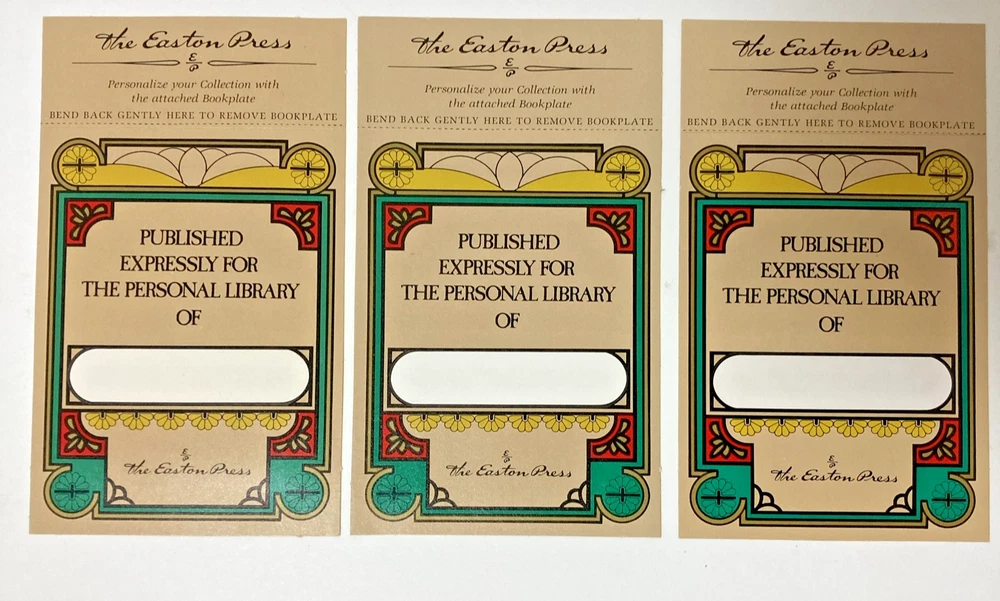 The Easton Press
E
P
Personalize your Collection with
the attached Bookplate
BEND BACK GENTLY HERE TO REMOVE BOOKPLATE
PUBLISHED
EXPRESSLY FOR
THE PERSONAL LIBRARY
OF
E
P
The Easton Press
The Easton Press
E
P
Personalize your Collection with
the attached Bookplate
BEND BACK GENTLY HERE TO REMOVE BOOKPLATE
PUBLISHED
EXPRESSLY FOR
THE PERSONAL LIBRARY
OF
E
P
The Easton Press
The Easton Press
E
P
Personalize your Collection with
the attached Bookplate
BEND BACK GENTLY HERE TO REMOVE BOOKPLATE
PUBLISHED
EXPRESSLY FOR
THE PERSONAL LIBRARY
OF
E
P
The Easton Press